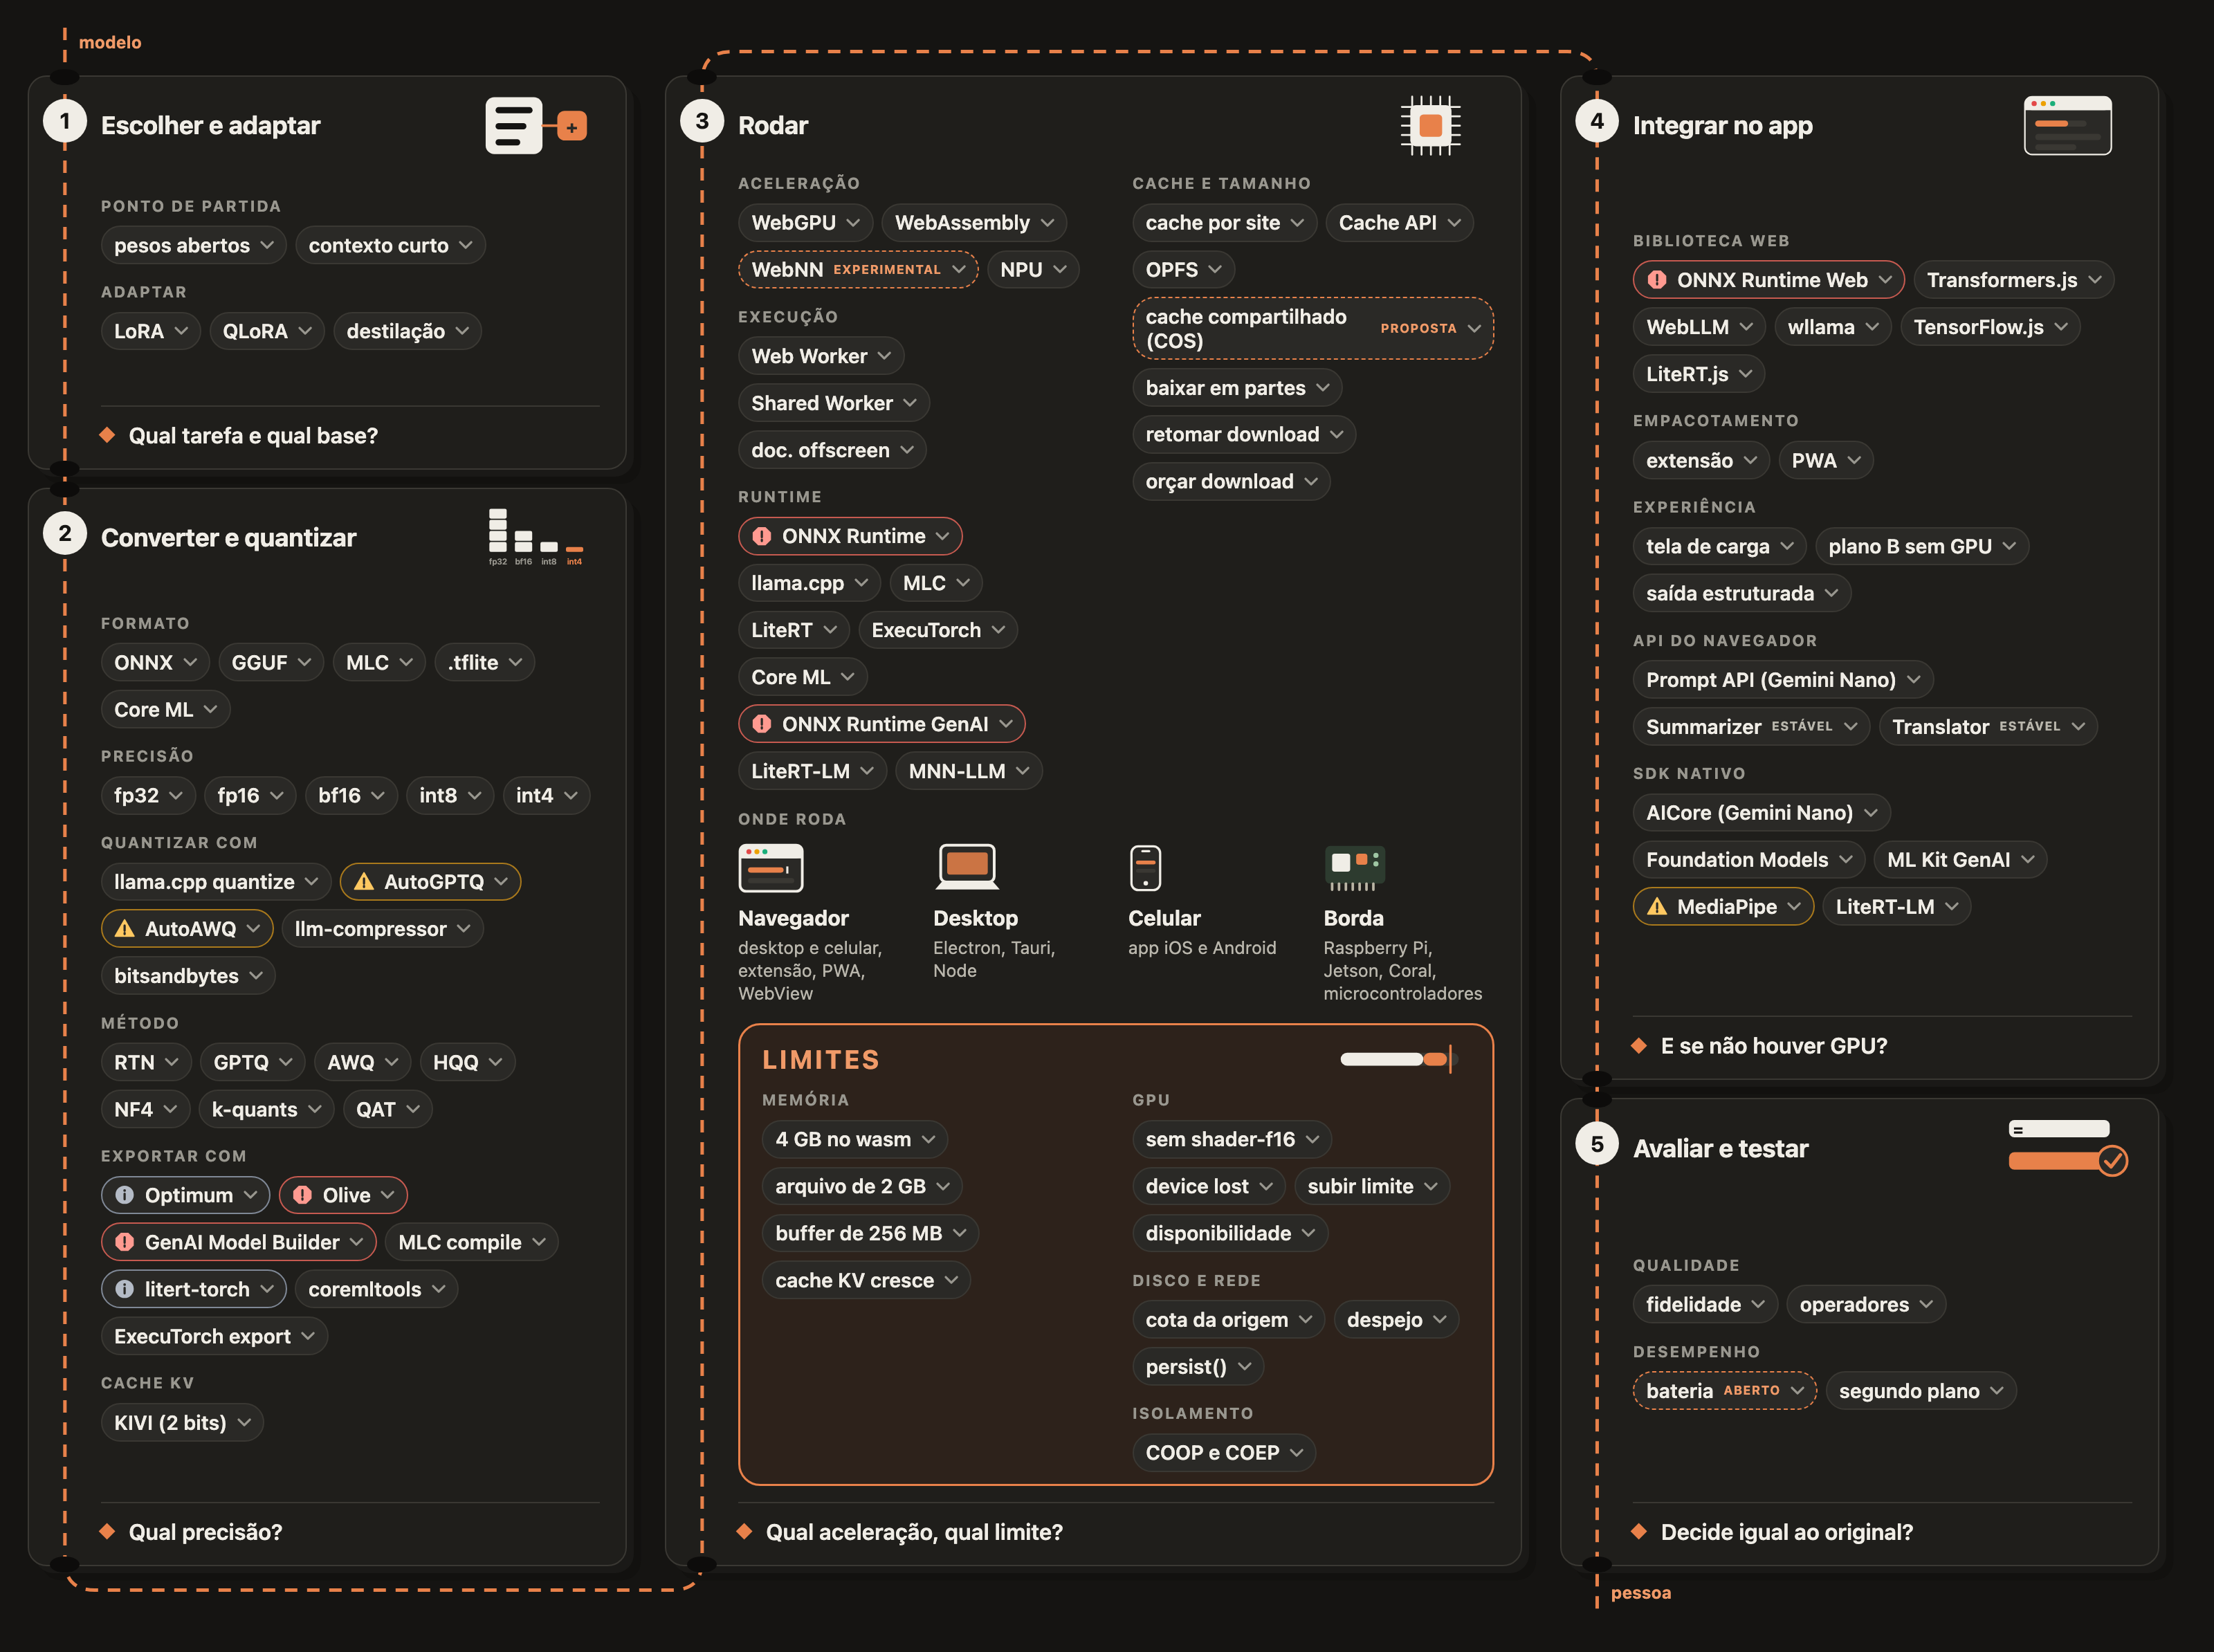 modelo
1
Escolher e adaptar
+
PONTO DE PARTIDA
pesos abertos
contexto curto
ADAPTAR
LoRA
QLoRA
destilação
Qual tarefa e qual base?
2
Converter e quantizar
fp32 bf16 int8 int4
FORMATO
ONNX
GGUF
MLC
.tflite
Core ML
PRECISÃO
fp32
fp16
bf16
int8
int4
QUANTIZAR COM
llama.cpp quantize
AutoGPTQ
AutoAWQ
llm-compressor
bitsandbytes
MÉTODO
RTN
GPTQ
AWQ
HQQ
NF4
k-quants
QAT
EXPORTAR COM
Optimum
Olive
GenAI Model Builder
MLC compile
litert-torch
coremltools
ExecuTorch export
CACHE KV
KIVI (2 bits)
Qual precisão?
3
Rodar
ACELERAÇÃO
WebGPU
WebAssembly
WebNN EXPERIMENTAL
NPU
EXECUÇÃO
Web Worker
Shared Worker
doc. offscreen
RUNTIME
ONNX Runtime
llama.cpp
MLC
LiteRT
ExecuTorch
Core ML
ONNX Runtime GenAI
LiteRT-LM
MNN-LLM
CACHE E TAMANHO
cache por site
Cache API
OPFS
cache compartilhado
(COS)
PROPOSTA
baixar em partes
retomar download
orçar download
ONDE RODA
Navegador
desktop e celular,
extensão, PWA,
WebView
Desktop
Electron, Tauri,
Node
Celular
app iOS e Android
Borda
Raspberry Pi,
Jetson, Coral,
microcontroladores
LIMITES
MEMÓRIA
4 GB no wasm
arquivo de 2 GB
buffer de 256 MB
cache KV cresce
GPU
sem shader-f16
device lost
subir limite
disponibilidade
DISCO E REDE
cota da origem
despejo
persist()
ISOLAMENTO
COOP e COEP
Qual aceleração, qual limite?
4
Integrar no app
BIBLIOTECA WEB
ONNX Runtime Web
Transformers.js
WebLLM
wllama
TensorFlow.js
LiteRT.js
EMPACOTAMENTO
extensão
PWA
EXPERIÊNCIA
tela de carga
plano B sem GPU
saída estruturada
API DO NAVEGADOR
Prompt API (Gemini Nano)
Summarizer ESTÁVEL
Translator ESTÁVEL
SDK NATIVO
AICore (Gemini Nano)
Foundation Models
ML Kit GenAI
MediaPipe
LiteRT-LM
E se não houver GPU?
5
Avaliar e testar
=
QUALIDADE
fidelidade
operadores
DESEMPENHO
bateria ABERTO
segundo plano
Decide igual ao original?
pessoa